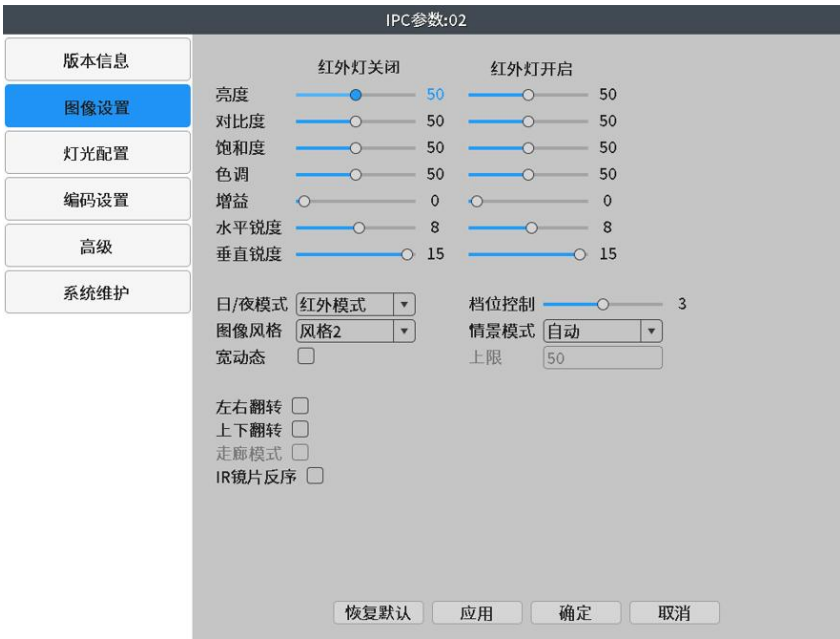 IPC参数:02
版本信息
图像设置
灯光配置
编码设置
高级
系统维护
红外灯关闭 红外灯开启
亮度 50 50
对比度 50 50
饱和度 50 50
色调 50 50
增益 0 0
水平锐度 8 8
垂直锐度 15 15
日/夜模式 红外模式 档位控制 3
图像风格 风格2 情景模式 自动
宽动态 上限 50
左右翻转
上下翻转
走廊模式
IR镜片反序
恢复默认 应用 确定 取消